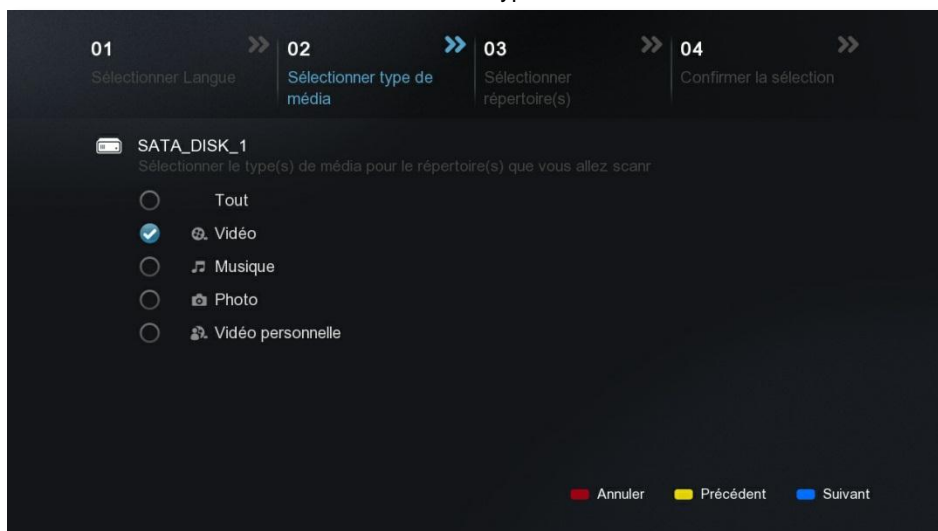 01
Sélectionner Langue
02
Sélectionner type de
média
03
Sélectionner
répertoire(s)
04
Confirmer la sélection
SATA_DISK_1
Sélectionner le type(s) de média pour le répertoire(s) que vous allez scanr
Tout
Vidéo
Musique
Photo
Vidéo personnelle
Annuler
Précédent
Suivant